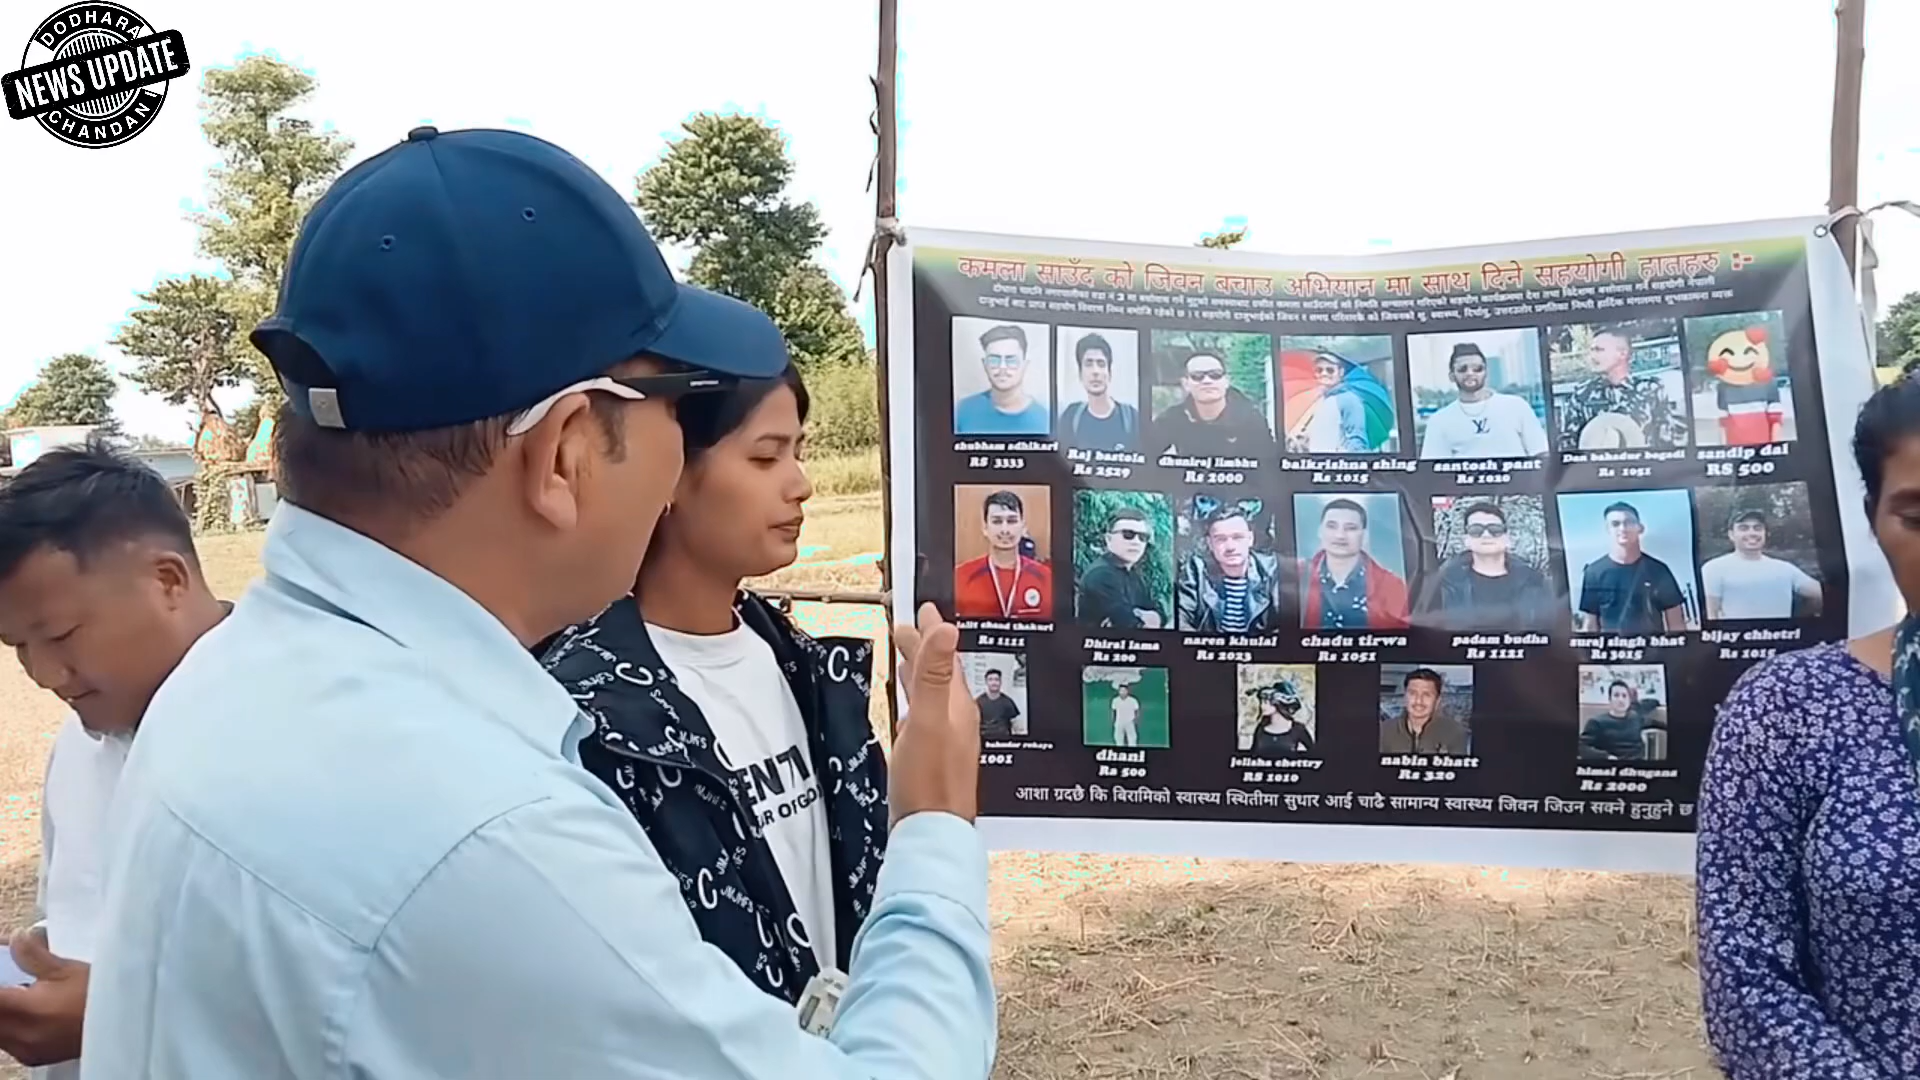 DODHARA
NEWS UPDATE
CHANDANI
कमला साउँद को जिवन बचाउ अभियान मा साथ दिने सहयोगी हातहरु :-
shubham adhikari
RS 3333
Raj bastola
Rs 2529
dhuniraj limbhu
Rs 2000
balkrishna shing
Rs 1015
santosh pant
Rs 1020
Dan bahadur bogati
Rs 1051
sandip dai
RS 500
lalit chand thakuri
Rs 1111
Dhiraj lama
Rs 200
naren khulal
Rs 2023
chadu tirwa
Rs 1051
padam budha
Rs 1121
suraj singh bhat
Rs 3015
bijay chhetri
Rs 1015
bahadur rokaya
1001
dhani
Rs 500
jelisha chettry
RS 1010
nabin bhatt
Rs 320
himal dhugana
Rs 2000
आशा ग्रदछै कि बिरामिको स्वास्थ्य स्थितीमा सुधार आई चाढै सामान्य स्वास्थ्य जिवन जिउन सक्ने हुनुहुने छ